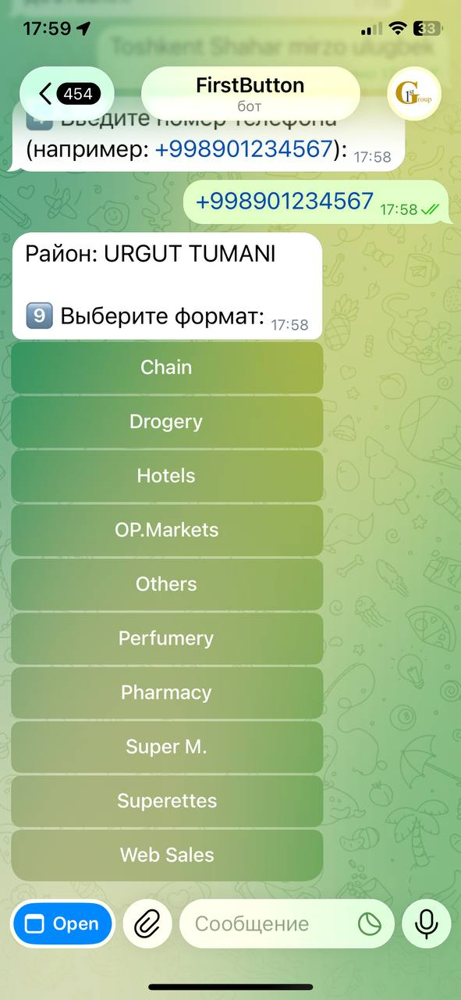 Toshkent Shahar mirzo ulugbek
17:59
33
454
FirstButton
бот
G 1st roup
4 Введите номер телефона
(например: +998901234567): 17:58
+998901234567 17:58
Район: URGUT TUMANI
9 Выберите формат: 17:58
Chain
Drogery
Hotels
OP.Markets
Others
Perfumery
Pharmacy
Super M.
Superettes
Web Sales
Open
Сообщение